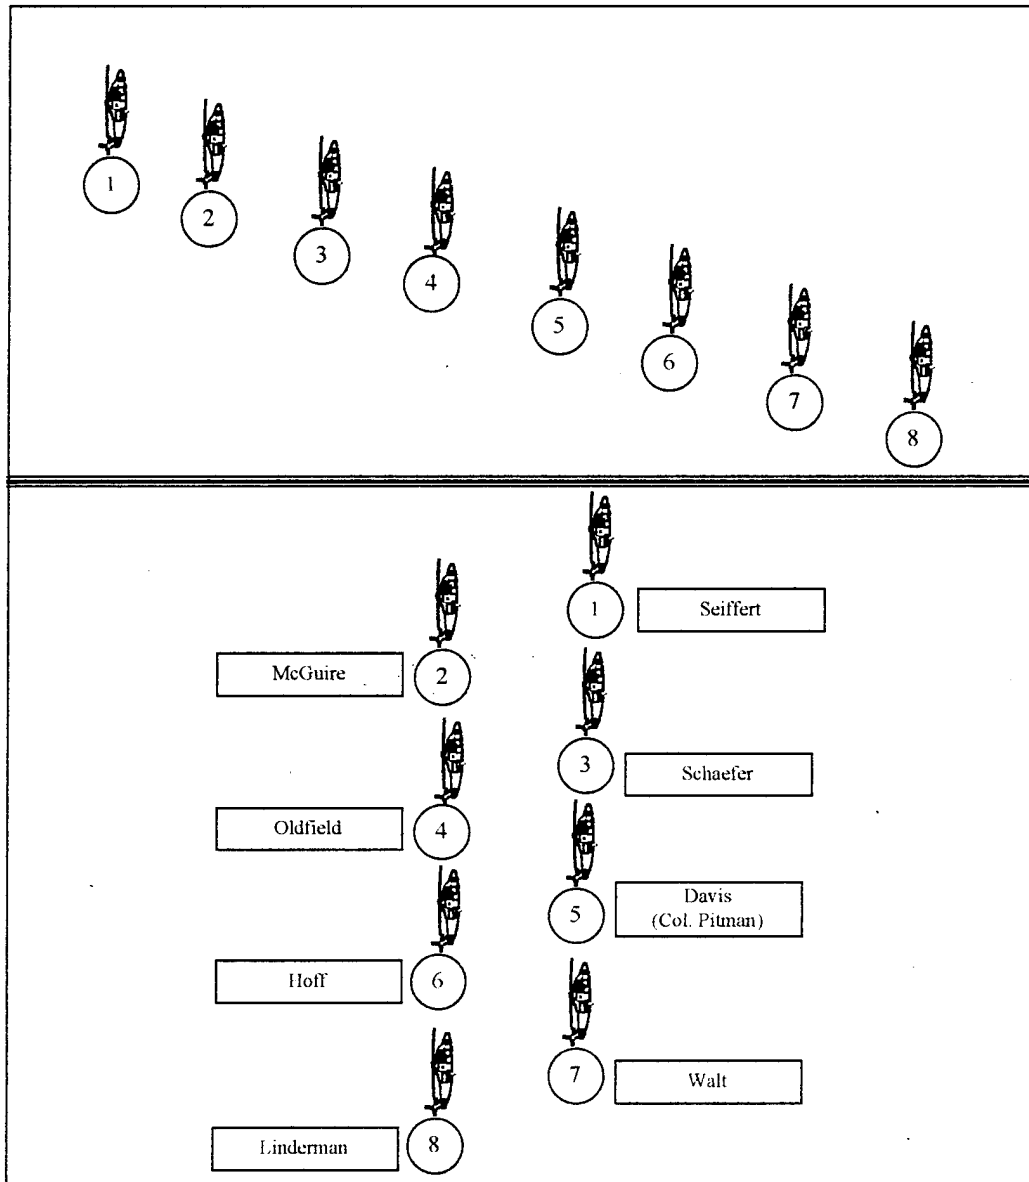 1
2
3
4
5
6
7
8
1
Seiffert
McGuire
2
3
Schaefer
Oldfield
4
5
Davis
(Col. Pitman)
Hoff
6
7
Walt
Linderman
8